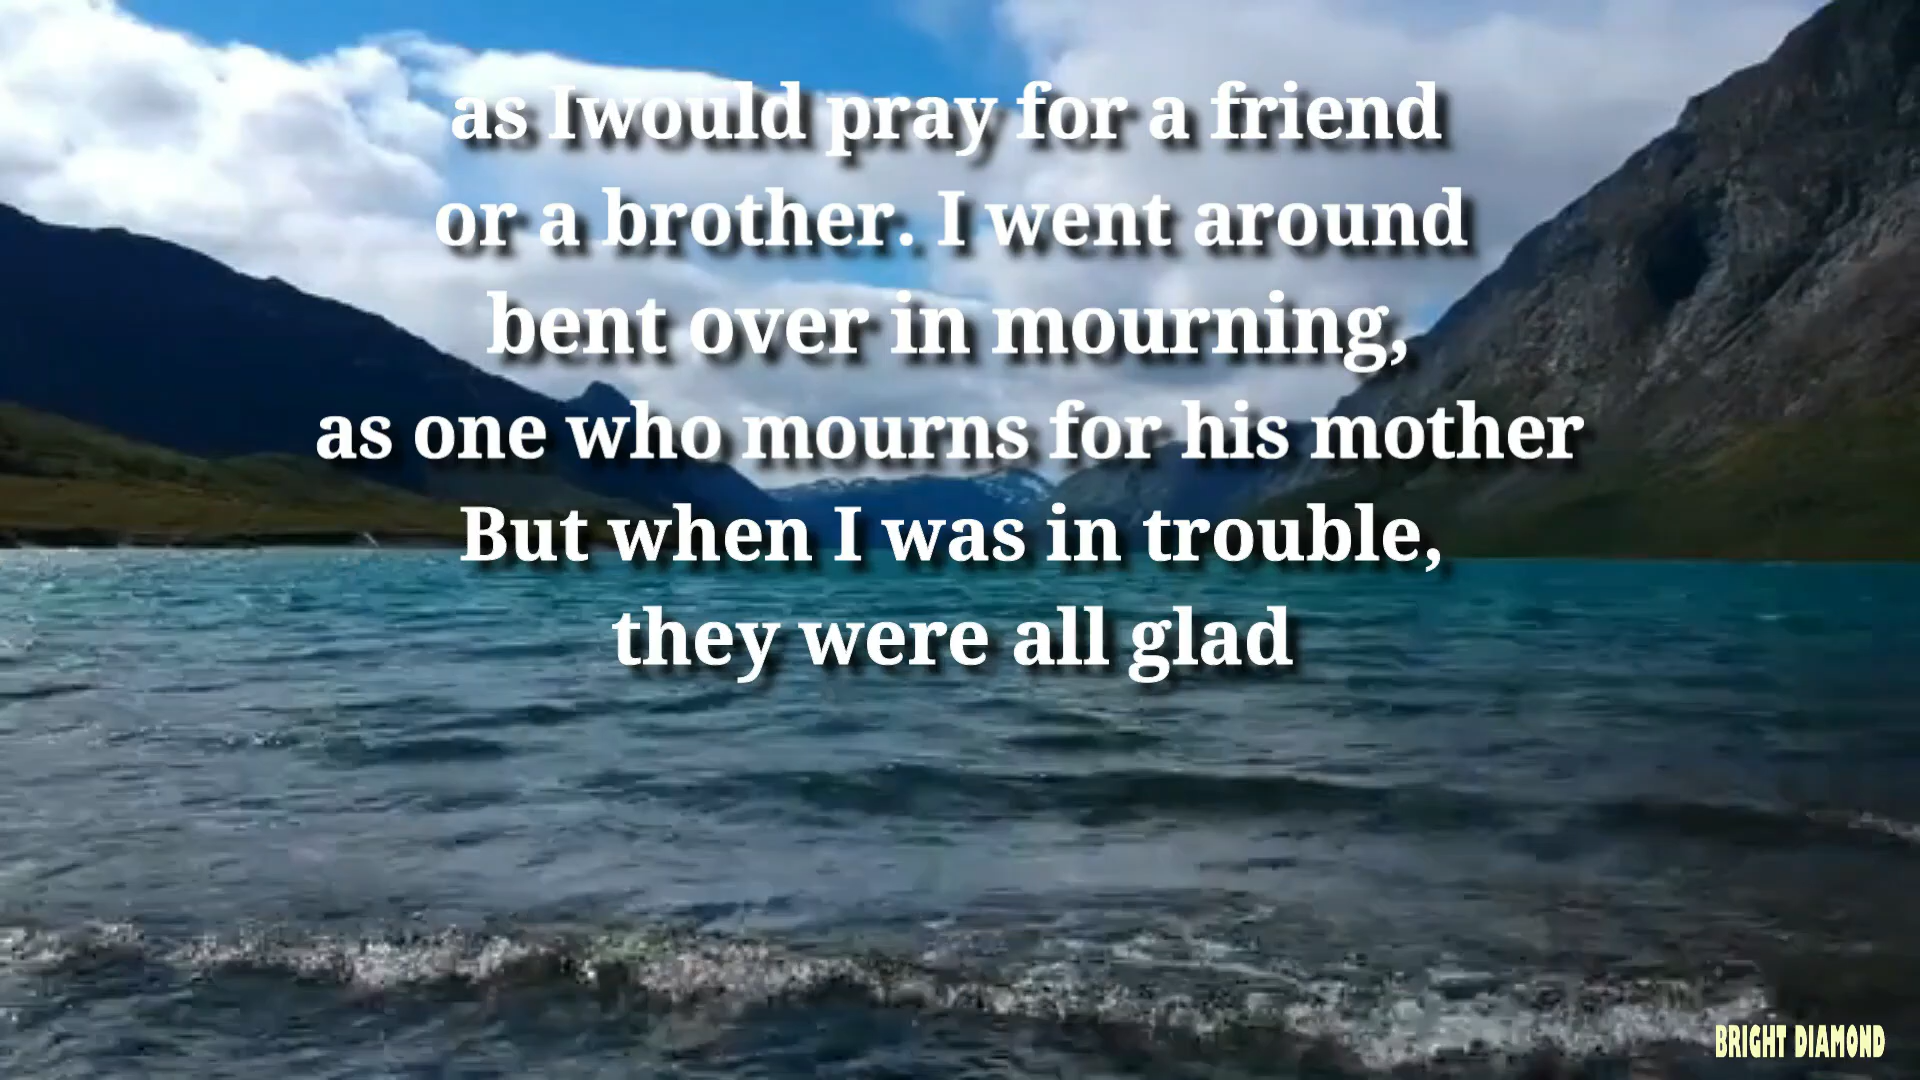 as Iwould pray for a friend
or a brother. I went around
bent over in mourning,
as one who mourns for his mother
But when I was in trouble,
they were all glad
BRIGHT DIAMOND